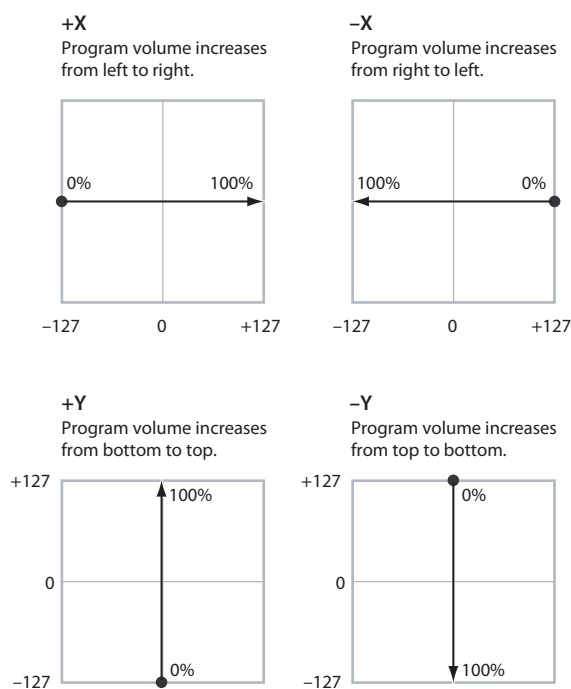 +X
Program volume increases
from left to right.
0%
100%
–127
0
+127
–X
Program volume increases
from right to left.
100%
0%
–127
0
+127
+Y
Program volume increases
from bottom to top.
+127
100%
0
0%
–127
–Y
Program volume increases
from top to bottom.
+127
0%
0
100%
–127